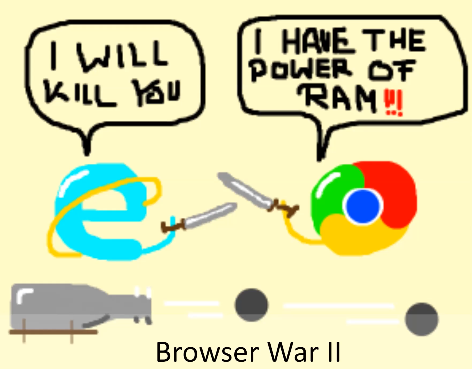 I WILL
KILL YOU
I HAVE THE
POWER OF
RAM!!!
Browser War II